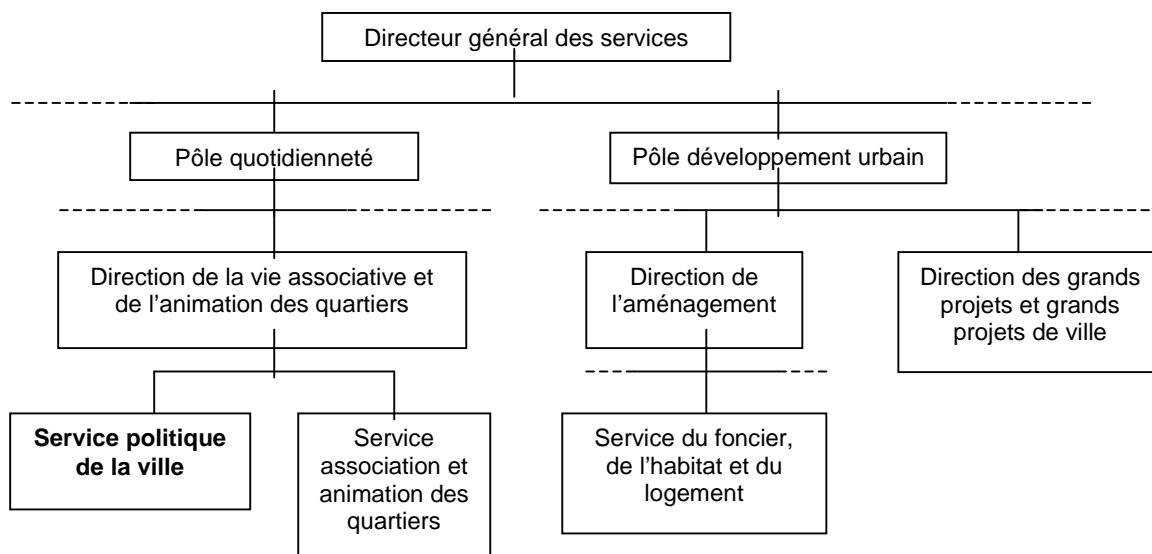 Directeur général des services
Pôle quotidienneté
Pôle développement urbain
Direction de la vie associative et
de l'animation des quartiers
Direction de
l'aménagement
Direction des grands
projets et grands
projets de ville
Service politique
de la ville
Service
association et
animation des
quartiers
Service du foncier,
de l'habitat et du
logement